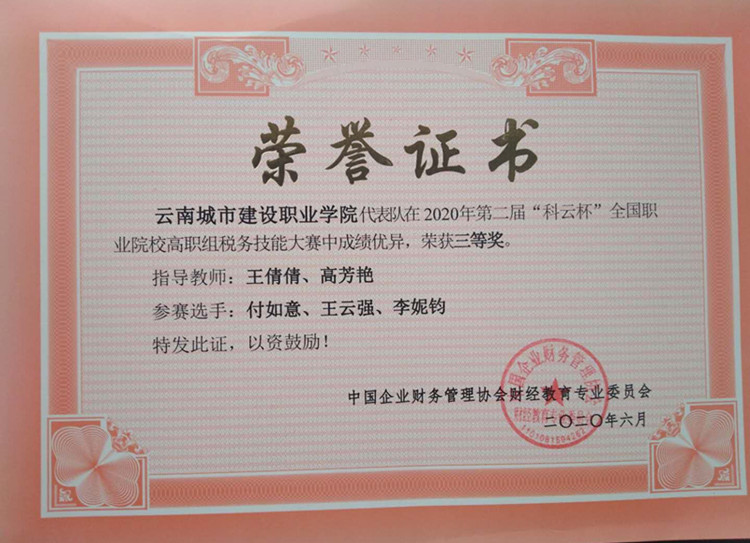 荣誉证书
云南城市建设职业学院代表队在2020年第二届“科云杯”全国职
业院校高职组税务技能大赛中成绩优异，荣获三等奖。
指导教师：王倩倩、高芳艳
参赛选手：付如意、王云强、李妮钧
特发此证，以资鼓励！
中国企业财务管理协会财经教育专业委员会
二〇二〇年六月